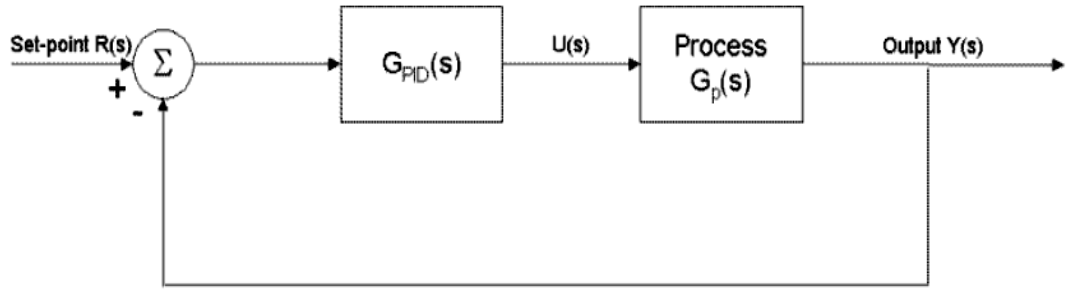 Set-point R(s)
Σ
+
-
G_PID(s)
U(s)
Process
G_p(s)
Output Y(s)